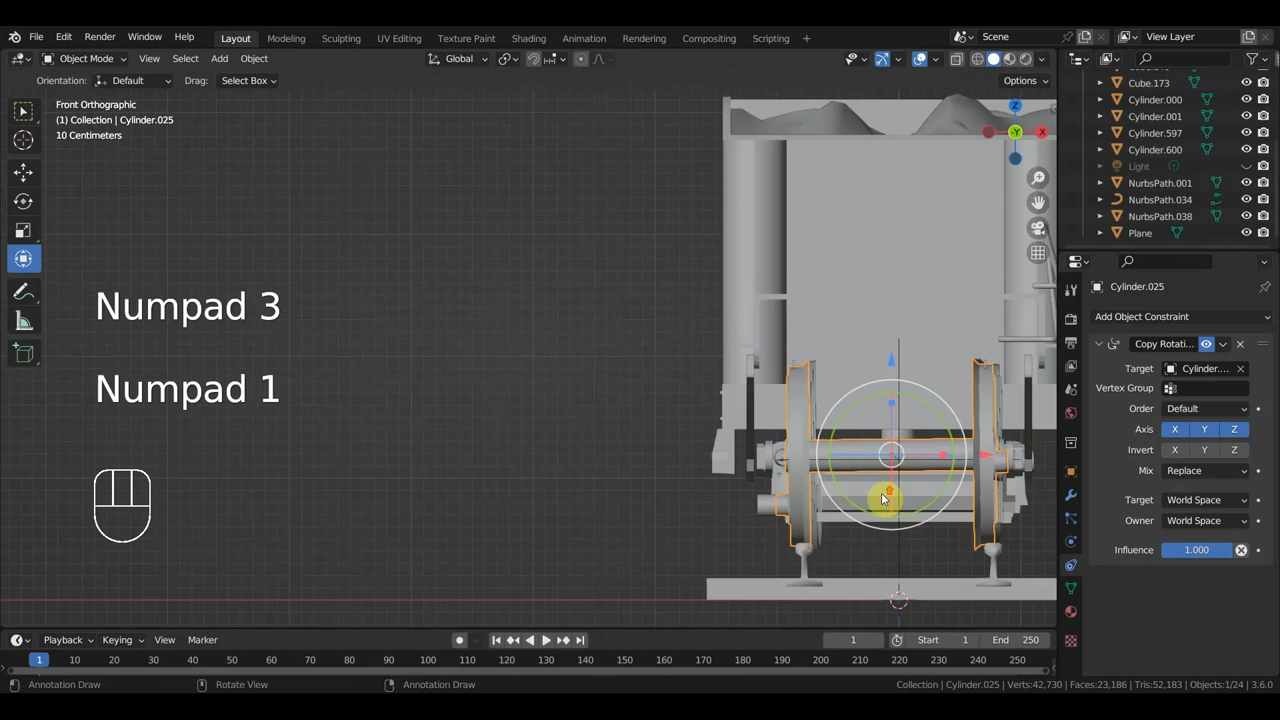 File Edit Render Window Help Layout Modeling Sculpting UV Editing Texture Paint Shading Animation Rendering Compositing Scripting + Scene View Layer
Object Mode View Select Add Object Global
Orientation: Default Drag: Select Box Options
Front Orthographic
(1) Collection | Cylinder.025
10 Centimeters
Z
-Y
X
Numpad 3
Numpad 1
Cube.173
Cylinder.000
Cylinder.001
Cylinder.597
Cylinder.600
Light
NurbsPath.001
NurbsPath.034
NurbsPath.038
Plane
Cylinder.025
Add Object Constraint
Copy Rotati...
Target Cylinder....
Vertex Group
Order Default
Axis X Y Z
Invert X Y Z
Mix Replace
Target World Space
Owner World Space
Influence 1.000
Playback Keying View Marker 1 Start 1 End 250
1 10 20 30 40 50 60 70 80 90 100 110 120 130 140 150 160 170 180 190 200 210 220 230 240 250
Annotation Draw Rotate View Annotation Draw Collection | Cylinder.025 | Verts:42,730 | Faces:23,186 | Tris:52,183 | Objects:1/24 | 3.6.0